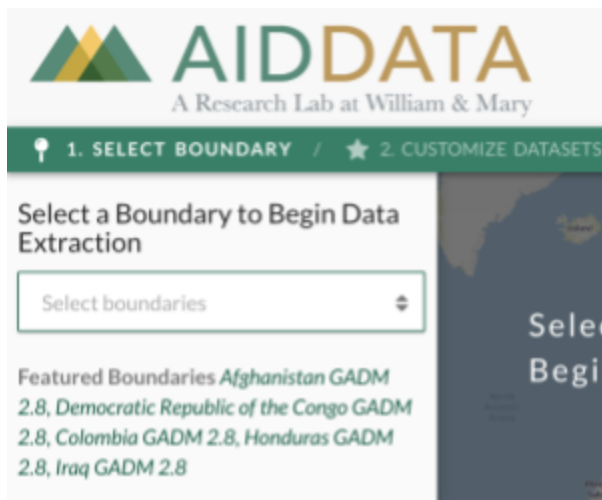 AIDDATA
A Research Lab at William & Mary
1. SELECT BOUNDARY / 2. CUSTOMIZE DATASETS
Select a Boundary to Begin Data
Extraction
Select boundaries
Featured Boundaries Afghanistan GADM
2.8, Democratic Republic of the Congo GADM
2.8, Colombia GADM 2.8, Honduras GADM
2.8, Iraq GADM 2.8
Selec
Begi